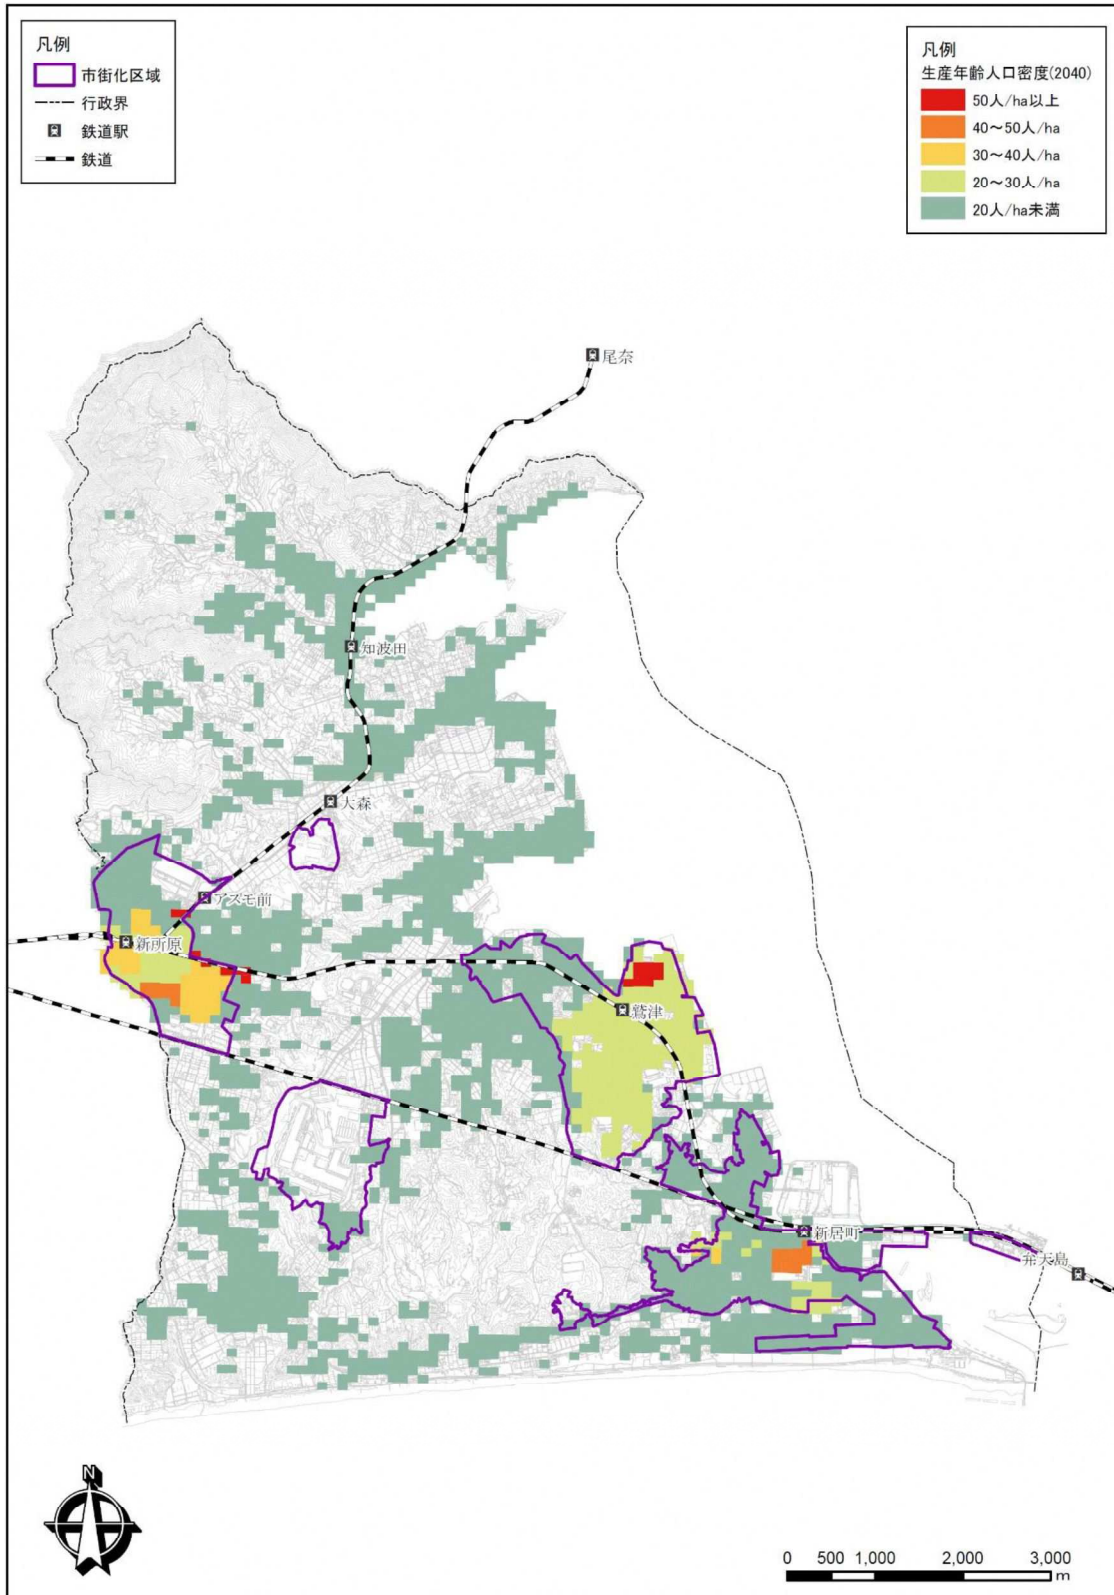 凡例
市街化区域
行政界
鉄道駅
鉄道
凡例
生産年齢人口密度(2040)
50人/ha以上
40～50人/ha
30～40人/ha
20～30人/ha
20人/ha未満
尾奈
知波田
大森
アスモ前
新所原
鷲津
新居町
弁天島
N
0 500 1,000 2,000 3,000
m